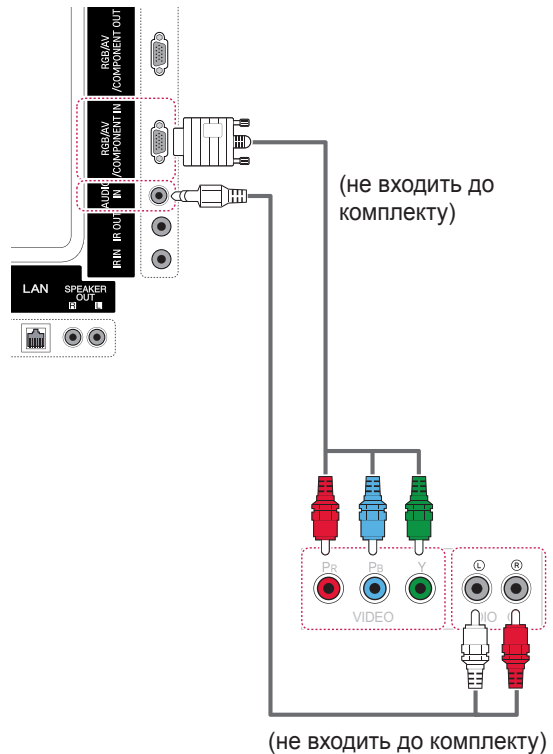 RGB/AV
/COMPONENT OUT
RGB/AV
/COMPONENT IN
AUDIO
IN
IR OUT
IR IN
LAN
SPEAKER
OUT
R L
(не входить до
комплекту)
PR PB Y
VIDEO
L R
(не входить до комплекту)